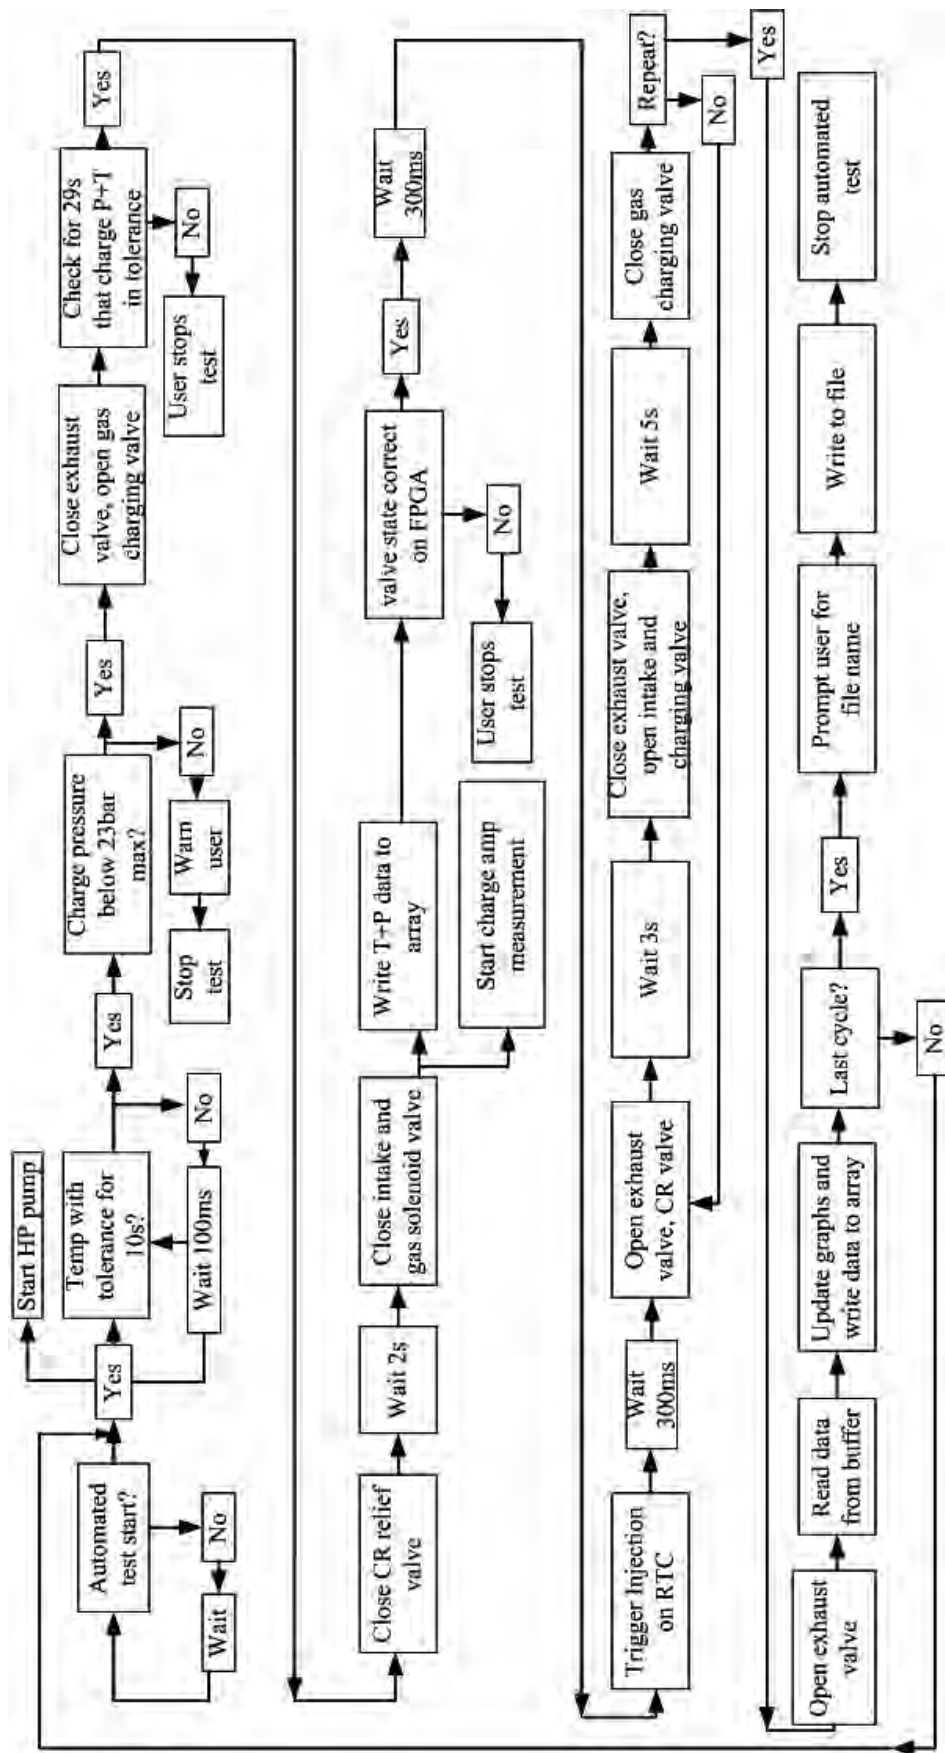 Automated
test start?
No
Wait
Yes
Start HP pump
Temp with
tolerance for
10s?
No
Wait 100ms
Yes
Charge pressure
below 23bar
max?
No
Warn
user
Stop
test
Yes
Close exhaust
valve, open gas
charging valve
Check for 29s
that charge P+T
in tolerance
No
User stops
test
Yes
Close CR relief
valve
Wait 2s
Close intake and
gas solenoid valve
Write T+P data to
array
Start charge amp
measurement
valve state correct
on FPGA
No
User stops
test
Yes
Wait
300ms
Trigger Injection
on RTC
Wait
300ms
Open exhaust
valve, CR valve
Wait 3s
Close exhaust valve,
open intake and
charging valve
Wait 5s
Close gas
charging valve
Repeat?
No
Yes
Open exhaust
valve
Read data
from buffer
Update graphs and
write data to array
Last cycle?
No
Yes
Prompt user for
file name
Write to file
Stop automated
test